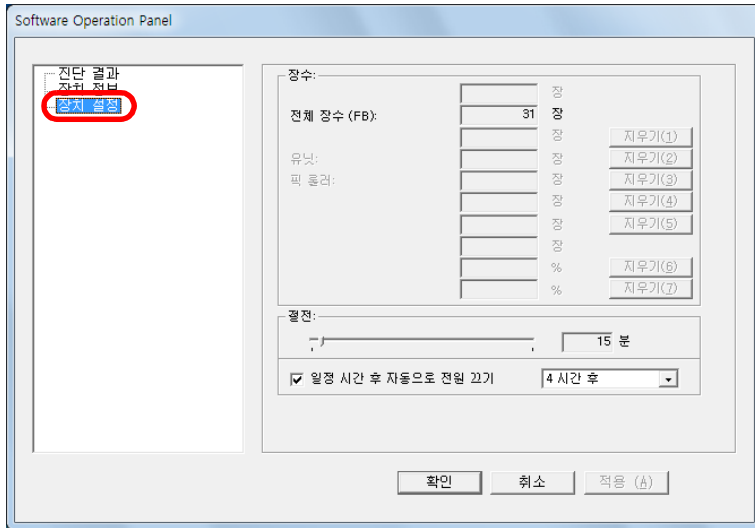 Software Operation Panel
진단 결과
장치 정보
장치 설정
장수:
장
전체 장수 (FB): 31 장
장 지우기(1)
유닛: 장 지우기(2)
픽 롤러: 장 지우기(3)
장 지우기(4)
장 지우기(5)
장
% 지우기(6)
% 지우기(7)
절전:
15 분
일정 시간 후 자동으로 전원 끄기 4 시간 후
확인 취소 적용 (A)